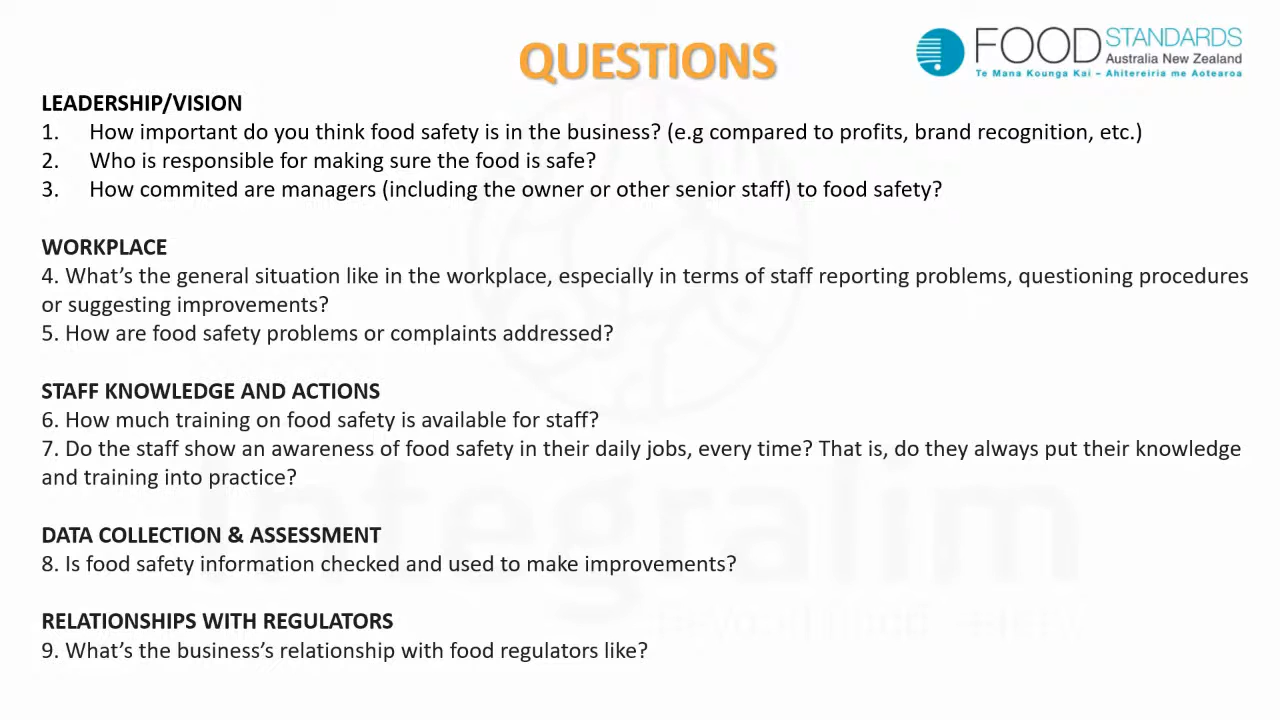 QUESTIONS
FOOD STANDARDS
Australia New Zealand
Te Mana Kounga Kai – Ahitereiria me Aotearoa
LEADERSHIP/VISION
1. How important do you think food safety is in the business? (e.g compared to profits, brand recognition, etc.)
2. Who is responsible for making sure the food is safe?
3. How commited are managers (including the owner or other senior staff) to food safety?
WORKPLACE
4. What's the general situation like in the workplace, especially in terms of staff reporting problems, questioning procedures
or suggesting improvements?
5. How are food safety problems or complaints addressed?
STAFF KNOWLEDGE AND ACTIONS
6. How much training on food safety is available for staff?
7. Do the staff show an awareness of food safety in their daily jobs, every time? That is, do they always put their knowledge
and training into practice?
DATA COLLECTION & ASSESSMENT
8. Is food safety information checked and used to make improvements?
RELATIONSHIPS WITH REGULATORS
9. What's the business's relationship with food regulators like?
Integralim